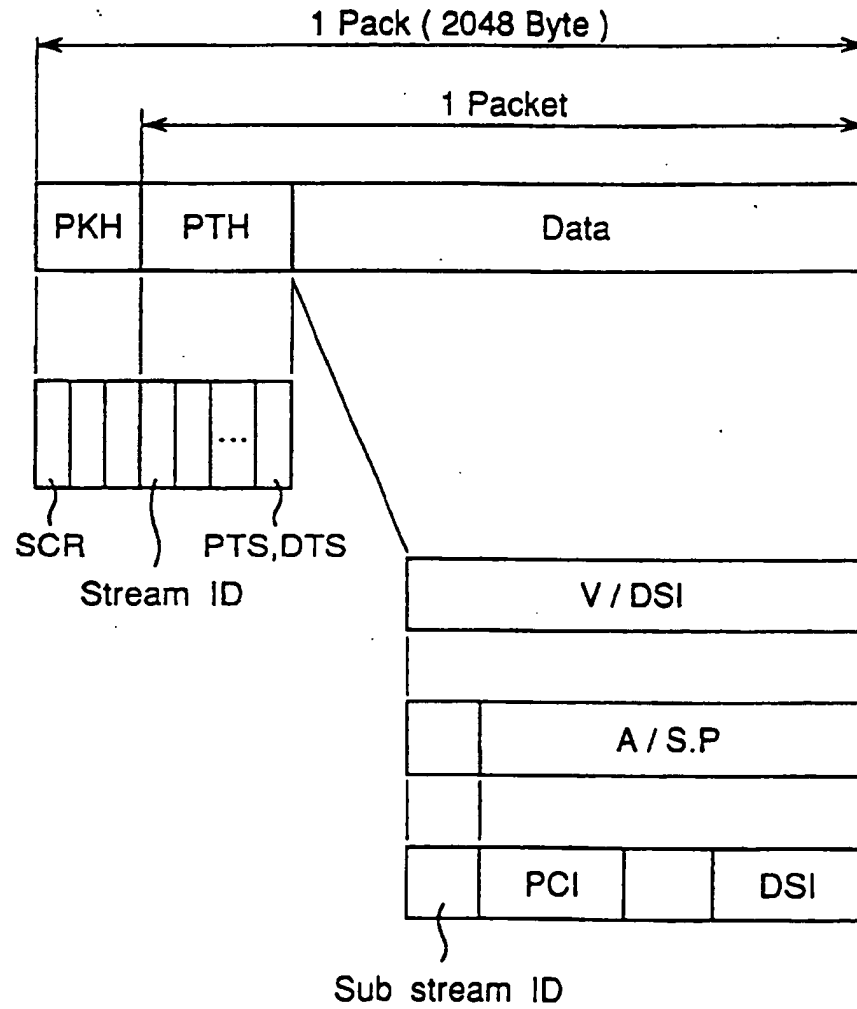 1 Pack ( 2048 Byte )
1 Packet
PKH PTH Data
...
SCR PTS,DTS
Stream ID
V / DSI
A / S.P
PCI DSI
Sub stream ID